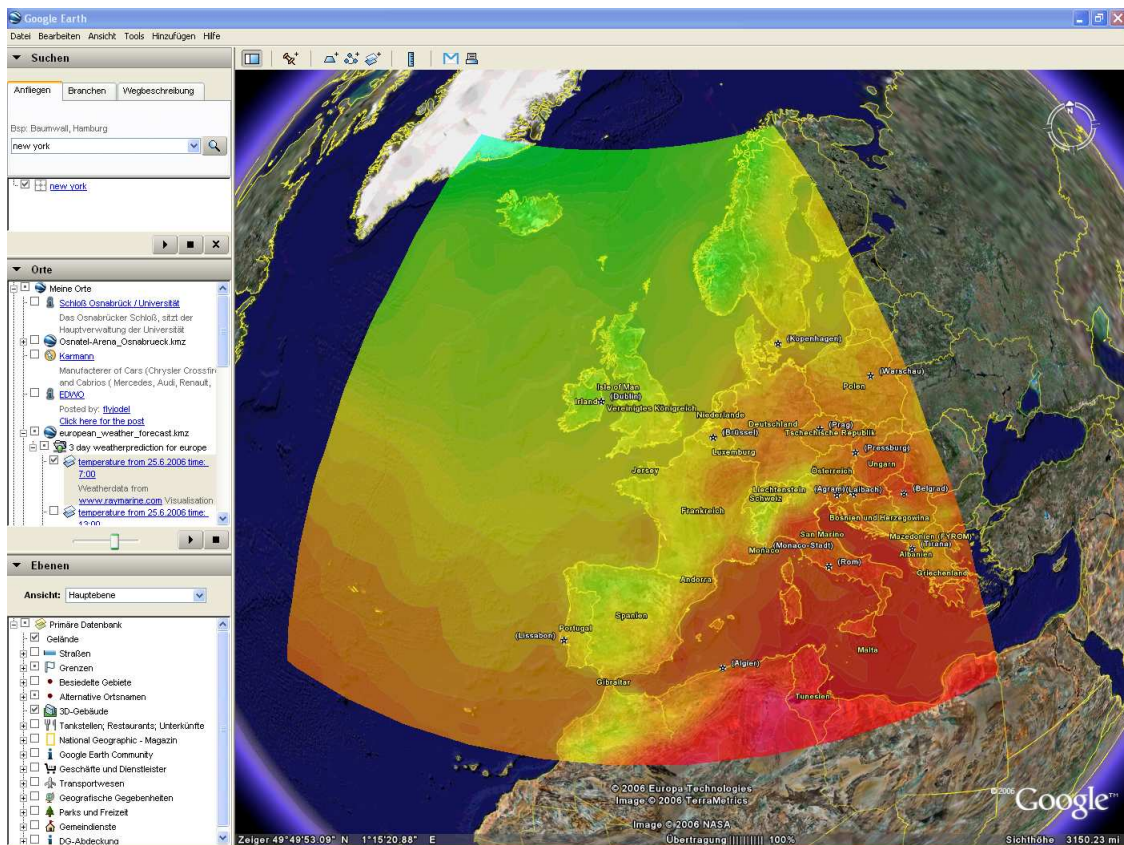 Google Earth
Datei Bearbeiten Ansicht Tools Hinzufügen Hilfe
Suchen
Anfliegen Branchen Wegbeschreibung
Bsp: Baumwall, Hamburg
new york
new york
Orte
Meine Orte
Schloß Osnabrück / Universität
Das Osnabrücker Schloß, sitzt der
Hauptverwaltung der Universität
Osnatel-Arena_Osnabrueck.kmz
Karmann
Manufacterer of Cars (Chrysler Crossfire
and Cabrios ( Mercedes, Audi, Renault,
EDWO
Posted by: flyjodel
Click here for the post
european_weather_forecast.kmz
3 day weatherprediction for europe
temperature from 25.6.2006 time:
7:00
Weatherdata from
www.raymarine.com Visualisation
temperature from 25.6.2006 time:
13:00
Ebenen
Ansicht: Hauptebene
Primäre Datenbank
Gelände
Straßen
Grenzen
Besiedelte Gebiete
Alternative Ortsnamen
3D-Gebäude
Tankstellen; Restaurants; Unterkünfte
National Geographic - Magazin
Google Earth Community
Geschäfte und Dienstleister
Transportwesen
Geografische Gegebenheiten
Parks und Freizeit
Gemeindienste
DG-Abdeckung
N
(Kopenhagen)
(Warschau)
Polen
Isle of Man
(Dublin)
Irland
Vereinigtes Königreich
Niederlande
Deutschland
(Prag)
(Brüssel)
Tschechische Republik
Luxemburg
(Pressburg)
Jersey
Österreich
Ungarn
Liechtenstein
(Agram)
(Laibach)
(Belgrad)
Schweiz
Frankreich
Bosnien und Herzegowina
San Marino
Mazedonien (FYROM)
Monaco
(Monaco-Stadt)
(Tirana)
Albanien
(Rom)
Andorra
Griechenland
Spanien
Portugal
(Lissabon)
Malta
(Algier)
Gibraltar
Tunesien
© 2006 Europa Technologies
Image © 2006 TerraMetrics
Image © 2006 NASA
© 2006 Google™
Zeiger 49°49'53.09" N 1°15'20.88" E
Übertragung |||||||||| 100%
Sichthöhe 3150.23 mi